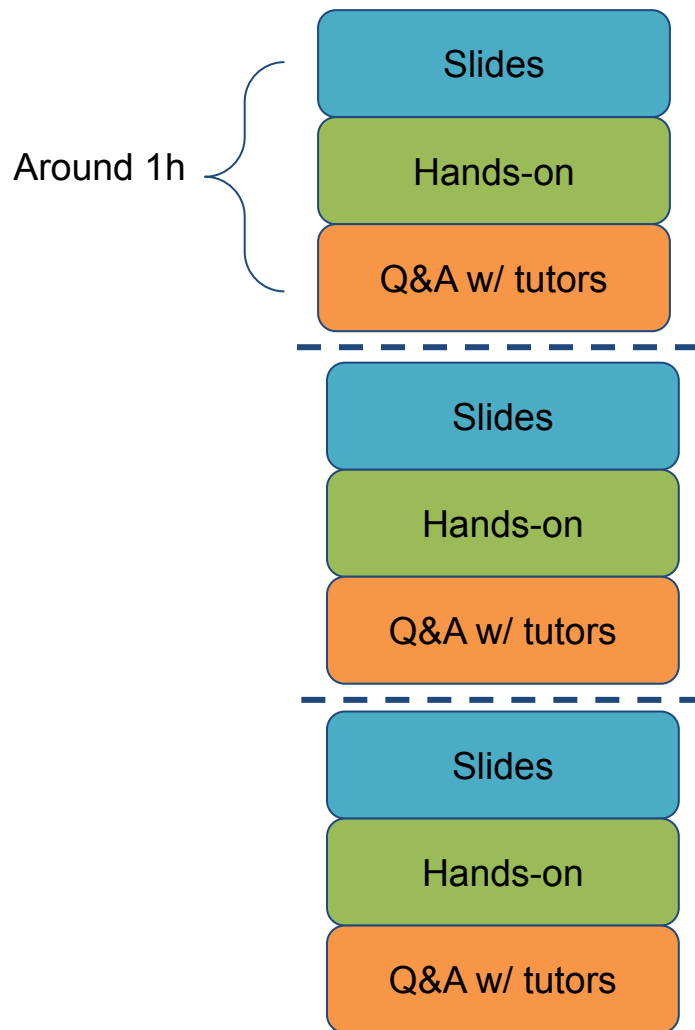 Slides
Around 1h
Hands-on
Q&A w/ tutors
Slides
Hands-on
Q&A w/ tutors
Slides
Hands-on
Q&A w/ tutors